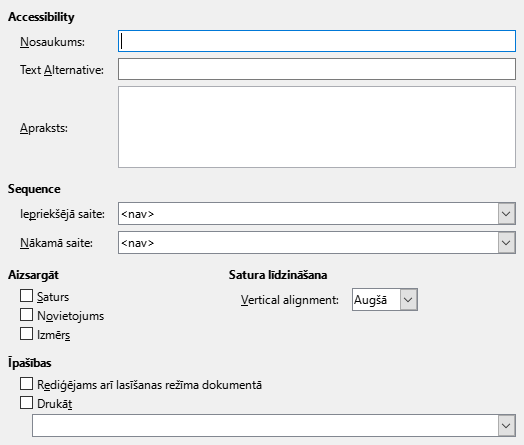 Accessibility
Nosaukums:
Text Alternative:
Apraksts:
Sequence
Iepriekšējā saite: <nav>
Nākamā saite: <nav>
Aizsargāt Satura līdzināšana
Saturs Vertical alignment: Augšā
Novietojums
Izmērs
Īpašības
Rediģējams arī lasīšanas režīma dokumentā
Drukāt